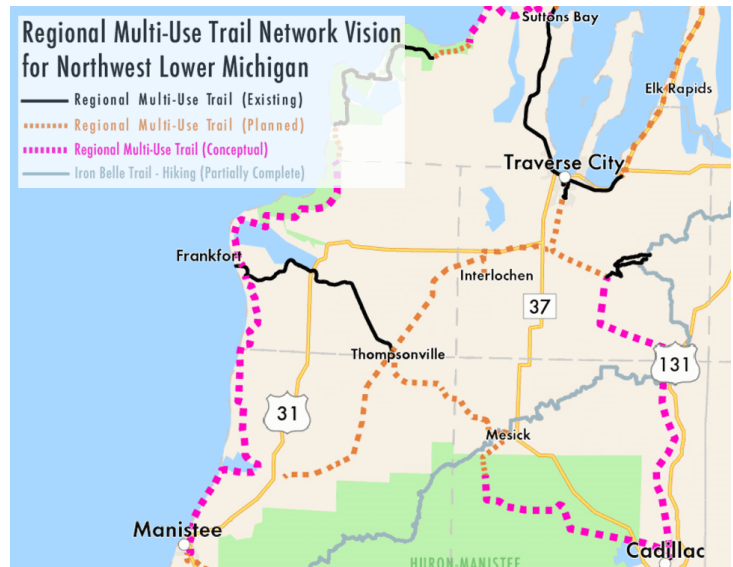 Regional Multi-Use Trail Network Vision
for Northwest Lower Michigan
Regional Multi-Use Trail (Existing)
Regional Multi-Use Trail (Planned)
Regional Multi-Use Trail (Conceptual)
Iron Belle Trail - Hiking (Partially Complete)
Suttons Bay
Elk Rapids
Traverse City
Frankfort
Interlochen
37
Thompsonville
131
31
Mesick
Manistee
Cadillac
HURON-MANISTEE